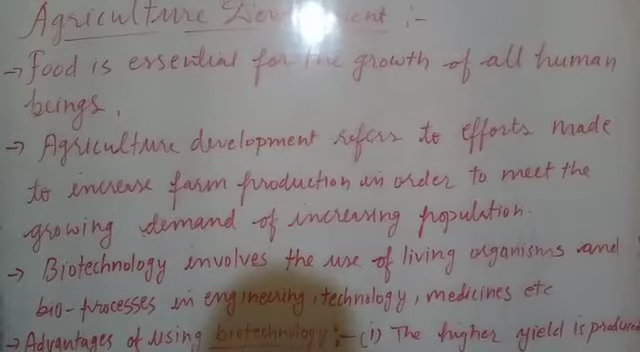 Agriculture Development :-
→ Food is essential for the growth of all human
beings.
→ Agriculture development refers to efforts made
to increase farm production in order to meet the
growing demand of increasing population.
→ Biotechnology involves the use of living organisms and
bio-processes in engineering, technology, medicines etc
→ Advantages of using biotechnology :- (i) The higher yield is produced